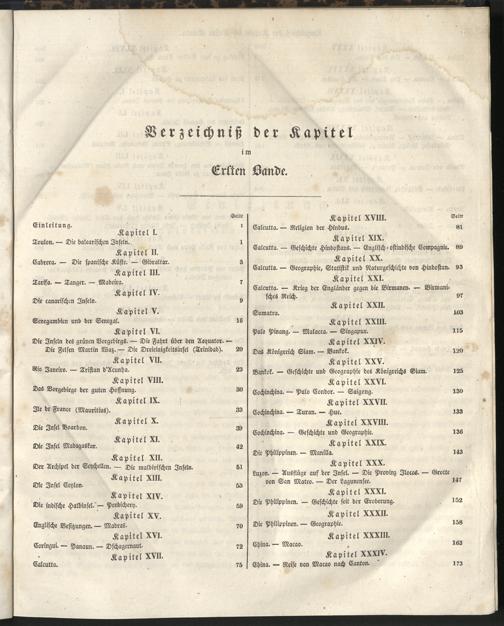 Verzeichniß der Kapitel
im
Ersten Bande.
Seite
Einleitung. 1
Kapitel I.
Toulon. — Die balearischen Inseln. 1
Kapitel II.
Cabrera. — Die spanische Küste. — Gibraltar. 3
Kapitel III.
Tariffa. — Tanger. — Madeira. 7
Kapitel IV.
Die canarischen Inseln. 9
Kapitel V.
Senegambien und der Senegal. 16
Kapitel VI.
Die Inseln des grünen Vorgebirgs. — Die Fahrt über den Aequator. —
Die Felsen Martin Vaz. — Die Dreieinigkeitsinsel (Trinidad). 20
Kapitel VII.
Rio Janeiro. — Tristan d'Acunha. 23
Kapitel VIII.
Das Vorgebirge der guten Hoffnung. 30
Kapitel IX.
Ile de France (Mauritius). 33
Kapitel X.
Die Insel Bourbon. 39
Kapitel XI.
Die Insel Madagaskar. 42
Kapitel XII.
Der Archipel der Seychellen. — Die maldivischen Inseln. 51
Kapitel XIII.
Die Insel Ceylon. 53
Kapitel XIV.
Die indische Halbinsel. — Pondichery. 59
Kapitel XV.
Englische Besitzungen. — Madras. 70
Kapitel XVI.
Coringui. — Yanaun. — Dschagernaut. 72
Kapitel XVII.
Calcutta. 75
Kapitel XVIII.
Seite
Calcutta. — Religion der Hindus. 81
Kapitel XIX.
Calcutta. — Geschichte Hindostans. — Englisch-ostindische Compagnie. 89
Kapitel XX.
Calcutta. — Geographie, Statistik und Naturgeschichte von Hindostan. 93
Kapitel XXI.
Calcutta. — Krieg der Engländer gegen die Birmanen. — Birmani-
sches Reich. 97
Kapitel XXII.
Sumatra. 103
Kapitel XXIII.
Pulo Pinang. — Malacca. — Singapur. 115
Kapitel XXIV.
Das Königreich Siam. — Bankok. 120
Kapitel XXV.
Bankok. — Geschichte und Geographie des Königreichs Siam. 125
Kapitel XXVI.
Cochinchina. — Pulo Condor. — Saigong. 130
Kapitel XXVII.
Cochinchina. — Turan. — Hue. 133
Kapitel XXVIII.
Cochinchina. — Geschichte und Geographie. 136
Kapitel XXIX.
Die Philippinen. — Manilla. 143
Kapitel XXX.
Luzon. — Ausflüge auf der Insel. — Die Provinz Ilocos. — Grotte
von San Mateo. — Der Lagunensee. 147
Kapitel XXXI.
Die Philippinen. — Geschichte seit der Eroberung. 152
Kapitel XXXII.
Die Philippinen. — Geographie. 158
Kapitel XXXIII.
China. — Macao. 163
Kapitel XXXIV.
China. — Reise von Macao nach Canton. 173